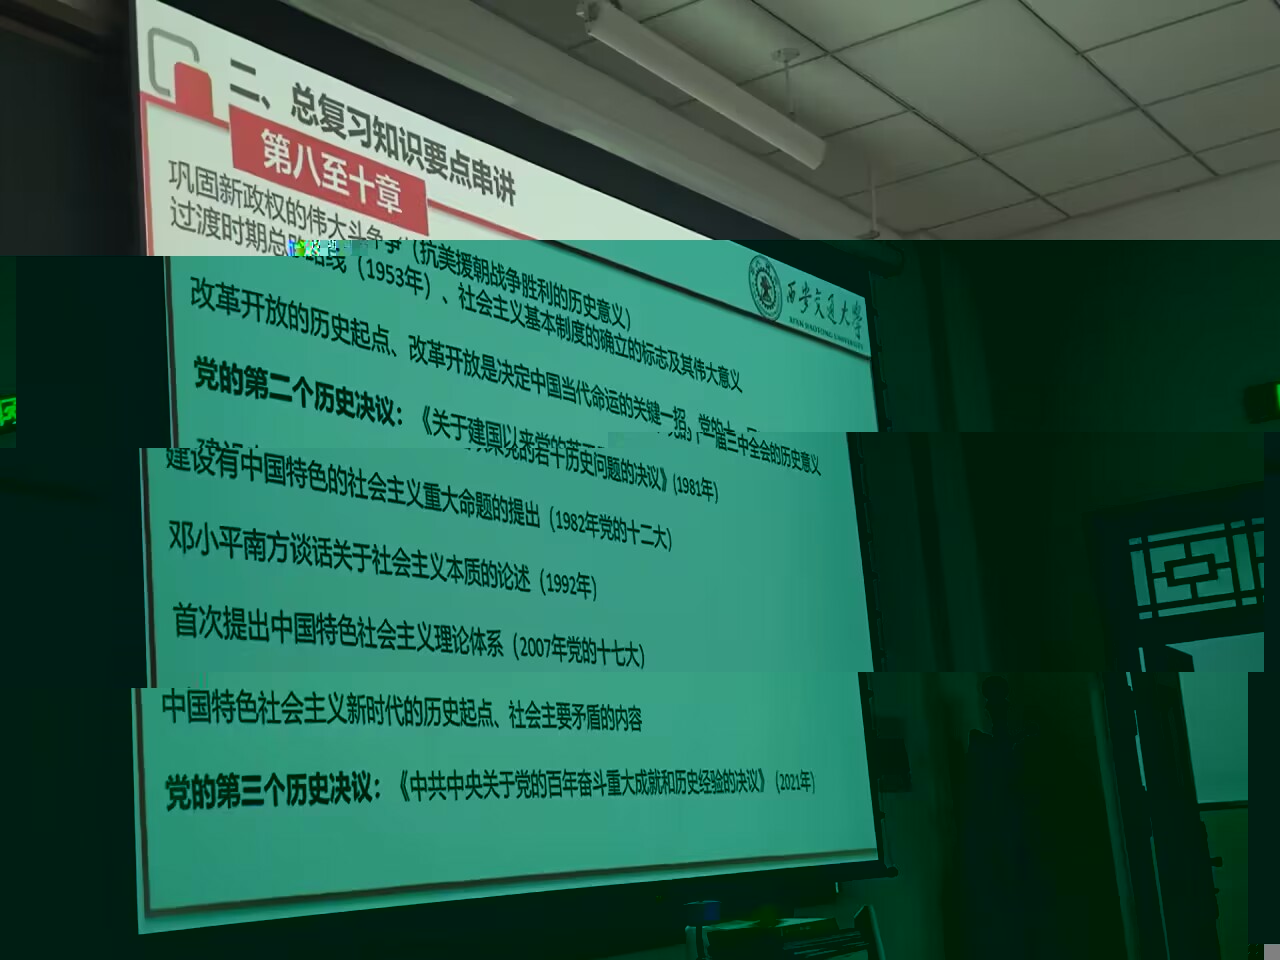 二、总复习知识要点串讲
第八至十章
巩固新政权的伟大斗争（抗美援朝战争胜利的历史意义）
过渡时期总路线（1953年）、社会主义基本制度的确立的标志及其伟大意义
西安交通大学
XI'AN JIAOTONG UNIVERSITY
改革开放的历史起点、改革开放是决定中国当代命运的关键一招，党的十一届三中全会的历史意义
党的第二个历史决议：《关于建国以来党的若干历史问题的决议》(1981年)
建设有中国特色的社会主义重大命题的提出（1982年党的十二大）
邓小平南方谈话关于社会主义本质的论述（1992年）
首次提出中国特色社会主义理论体系（2007年党的十七大）
中国特色社会主义新时代的历史起点、社会主要矛盾的内容
党的第三个历史决议：《中共中央关于党的百年奋斗重大成就和历史经验的决议》（2021年）